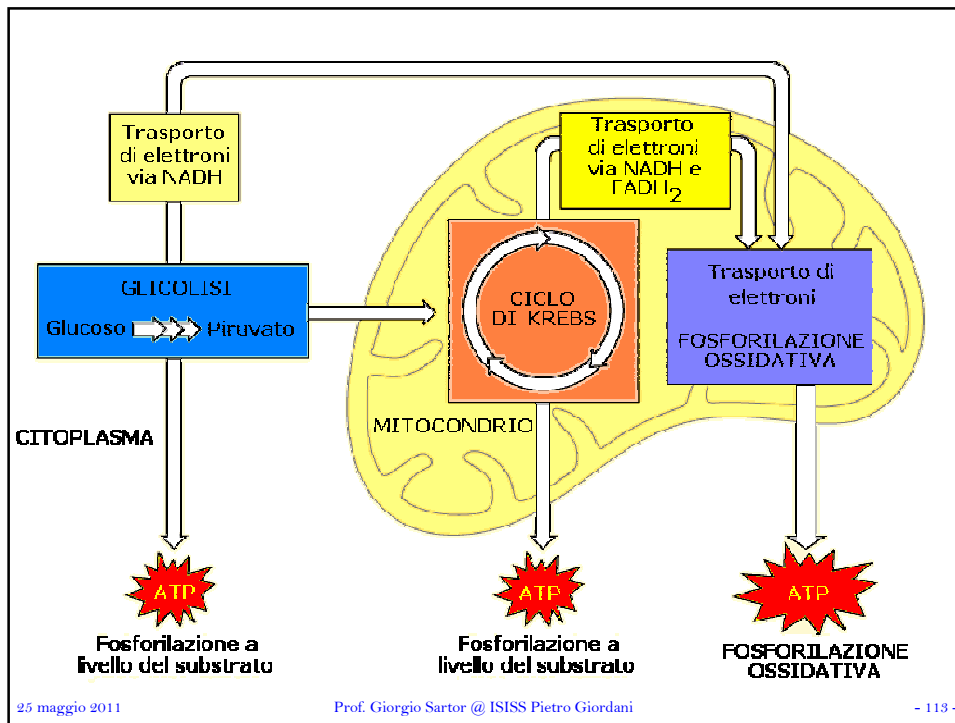 Trasporto
di elettroni
via NADH
Trasporto
di elettroni
via NADH e
FADH2
GLICOLISI
Glucoso Piruvato
CICLO
DI KREBS
Trasporto di
elettroni
FOSFORILAZIONE
OSSIDATIVA
CITOPLASMA
MITOCONDRIO
ATP
ATP
ATP
Fosforilazione a
livello del substrato
Fosforilazione a
livello del substrato
FOSFORILAZIONE
OSSIDATIVA
25 maggio 2011
Prof. Giorgio Sartor @ ISISS Pietro Giordani
- 113 -